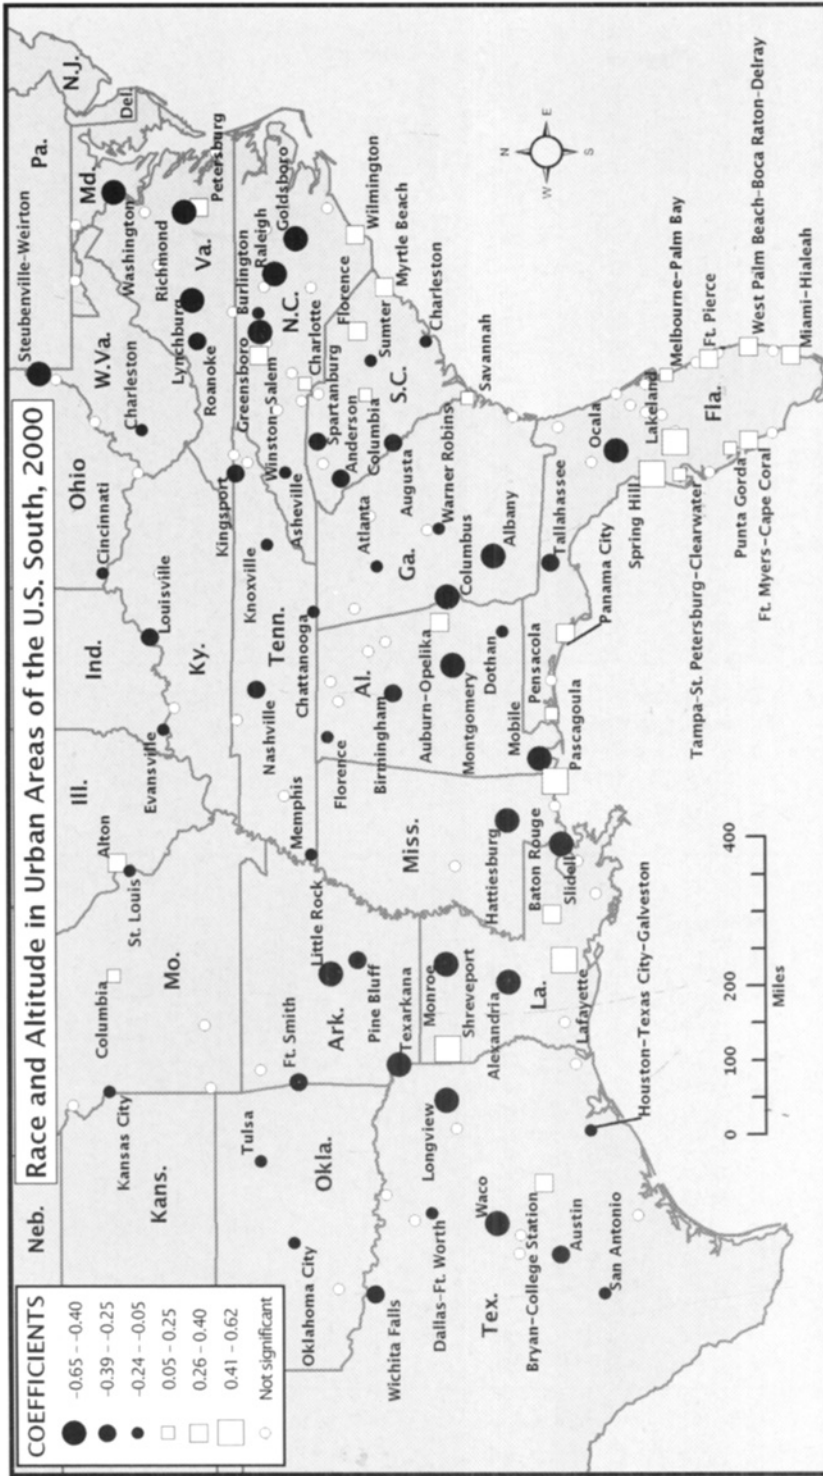 Race and Altitude in Urban Areas of the U.S. South, 2000
COEFFICIENTS
-0.65 – -0.40
-0.39 – -0.25
-0.24 – -0.05
0.05 – 0.25
0.26 – 0.40
0.41 – 0.62
Not significant
Neb.
Ill.
Ind.
Ohio
Steubenville-Weirton
Pa.
N.J.
Kansas City
Columbia
Alton
St. Louis
Cincinnati
W.Va.
Charleston
Md.
Del.
Washington
Kans.
Mo.
Evansville
Louisville
Ky.
Lynchburg
Roanoke
Richmond
Va.
Petersburg
Tulsa
Ft. Smith
Nashville
Knoxville
Kingsport
Greensboro
Winston-Salem
Burlington
Raleigh
Goldsboro
Oklahoma City
Okla.
Ark.
Little Rock
Pine Bluff
Memphis
Tenn.
Chattanooga
Asheville
N.C.
Charlotte
Spartanburg
Anderson
Florence
Wilmington
Wichita Falls
Texarkana
Miss.
Florence
Al.
Birmingham
Atlanta
Ga.
Columbia
Augusta
S.C.
Sumter
Myrtle Beach
Charleston
Dallas-Ft. Worth
Longview
Monroe
Shreveport
Auburn-Opelika
Montgomery
Columbus
Warner Robins
Savannah
Tex.
Waco
Alexandria
La.
Hattiesburg
Baton Rouge
Slidell
Mobile
Dothan
Albany
Bryan-College Station
Austin
San Antonio
Lafayette
Pascagoula
Pensacola
Panama City
Tallahassee
Ocala
Houston-Texas City-Galveston
Spring Hill
Lakeland
Fla.
Melbourne-Palm Bay
Ft. Pierce
Tampa-St. Petersburg-Clearwater
Punta Gorda
Ft. Myers-Cape Coral
West Palm Beach-Boca Raton-Delray
Miami-Hialeah
N
W E
S
0 100 200 400
Miles